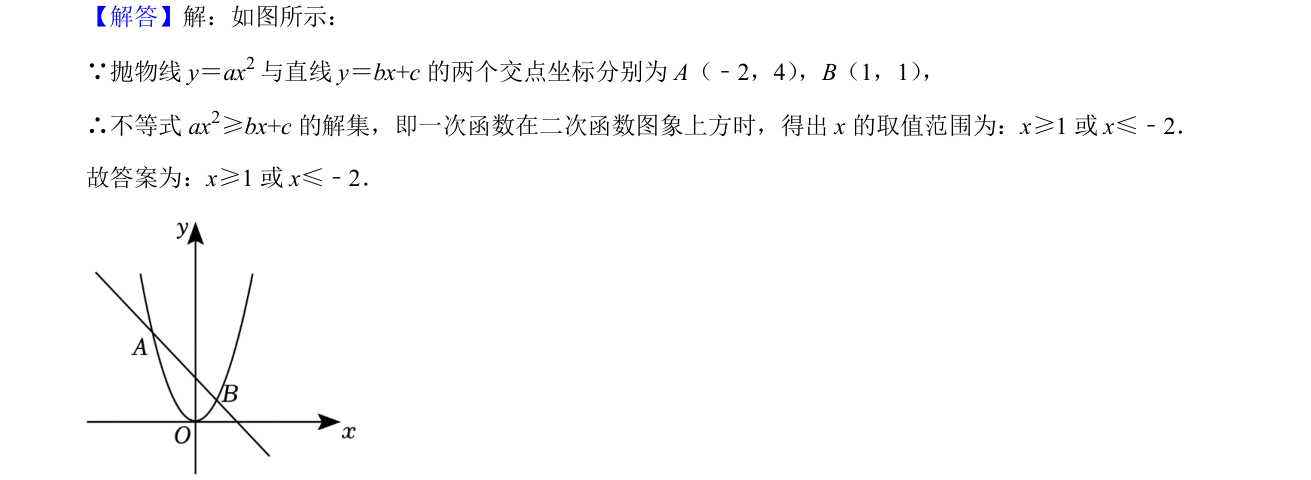 【解答】解：如图所示：
∵抛物线 y＝ax²与直线 y＝bx+c 的两个交点坐标分别为 A（﹣2，4），B（1，1），
∴不等式 ax²≥bx+c 的解集，即一次函数在二次函数图象上方时，得出 x 的取值范围为：x≥1 或 x≤﹣2．
故答案为：x≥1 或 x≤﹣2．
y
A
B
O
x